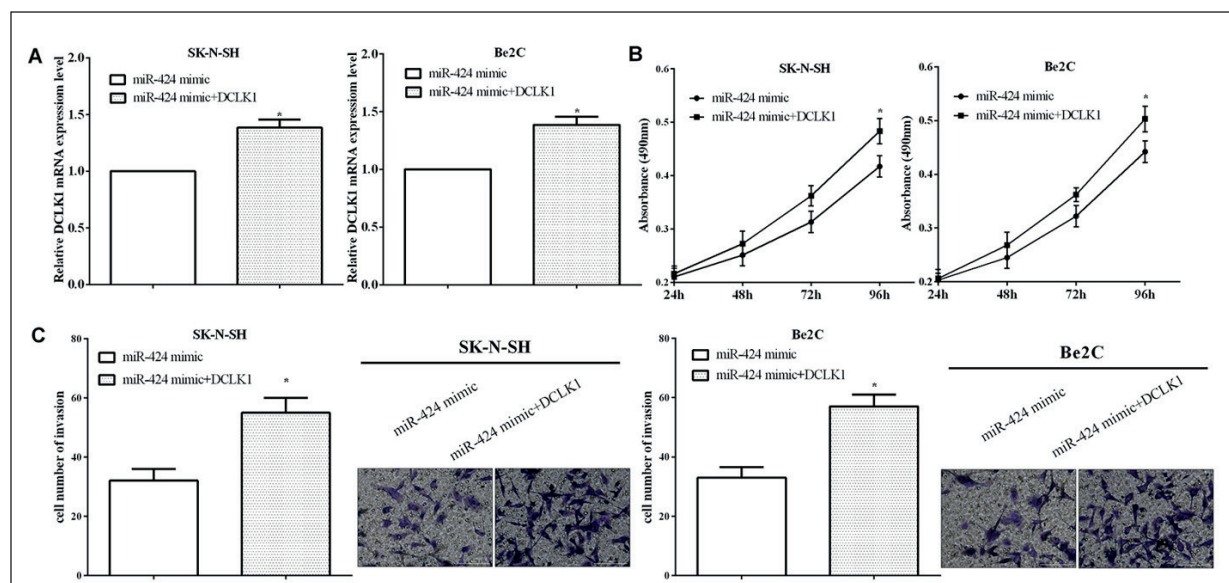 A
SK-N-SH
2.0
1.5
1.0
0.5
0.0
Relative DCLK1 mRNA expressiom level
miR-424 mimic
miR-424 mimic+DCLK1
*
Be2C
2.0
1.5
1.0
0.5
0.0
Relative DCLK1 mRNA expressiom level
miR-424 mimic
miR-424 mimic+DCLK1
*
B
SK-N-SH
0.6
0.5
0.4
0.3
0.2
Absorbance (490nm)
miR-424 mimic
miR-424 mimic+DCLK1
*
24h 48h 72h 96h
Be2C
0.6
0.5
0.4
0.3
0.2
Absorbance (490nm)
miR-424 mimic
miR-424 mimic+DCLK1
*
24h 48h 72h 96h
C
SK-N-SH
80
60
40
20
0
cell number of invasion
miR-424 mimic
miR-424 mimic+DCLK1
*
SK-N-SH
miR-424 mimic
miR-424 mimic+DCLK1
Be2C
80
60
40
20
0
cell number of invasion
miR-424 mimic
miR-424 mimic+DCLK1
*
Be2C
miR-424 mimic
miR-424 mimic+DCLK1